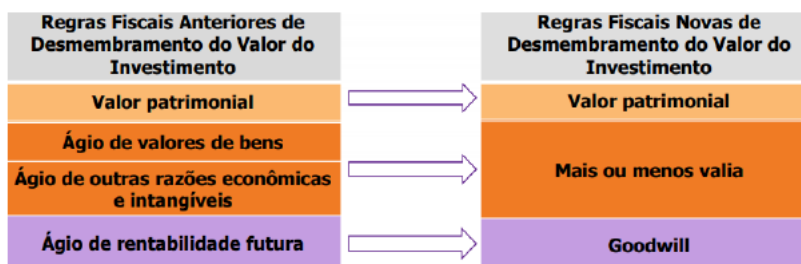 Regras Fiscais Anteriores de
Desmembramento do Valor do
Investimento
Valor patrimonial
Ágio de valores de bens
Ágio de outras razões econômicas
e intangíveis
Ágio de rentabilidade futura
Regras Fiscais Novas de
Desmembramento do Valor do
Investimento
Valor patrimonial
Mais ou menos valia
Goodwill